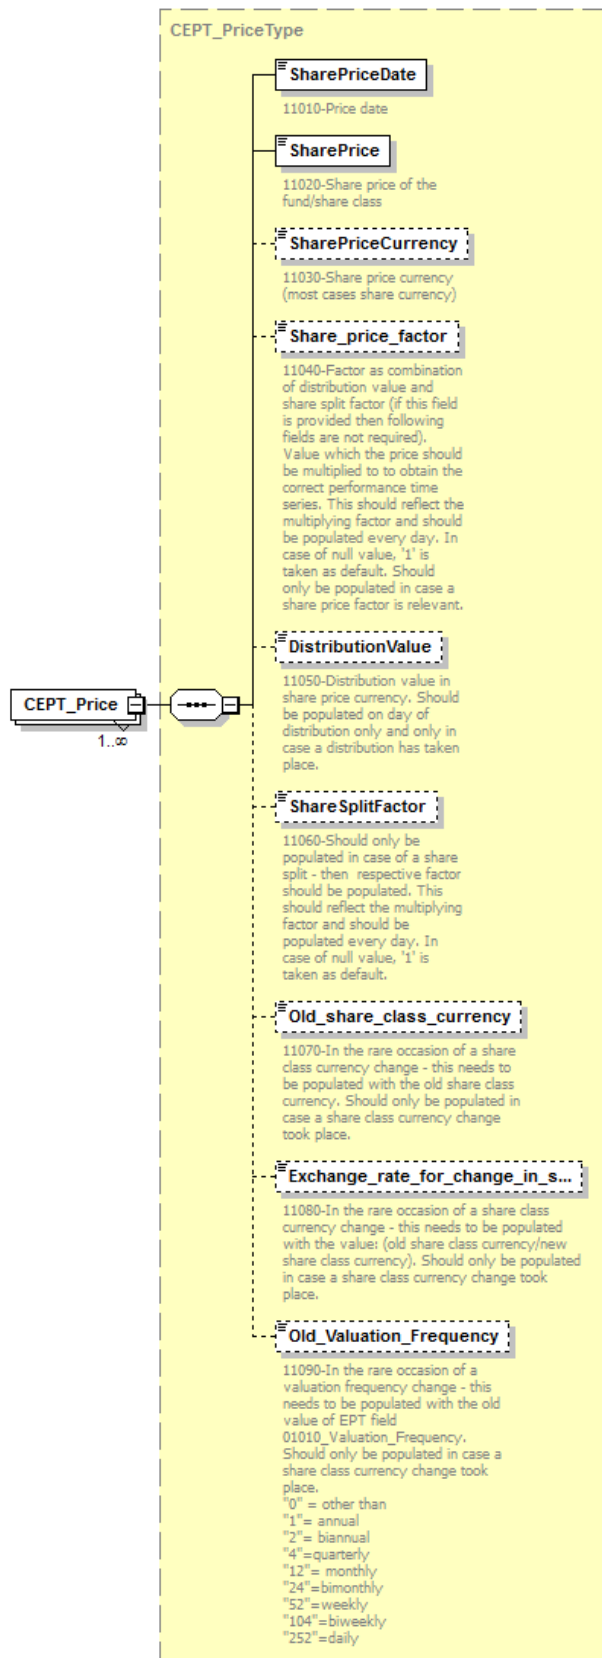 CEPT_PriceType
SharePriceDate
11010-Price date
SharePrice
11020-Share price of the
fund/share class
SharePriceCurrency
11030-Share price currency
(most cases share currency)
Share_price_factor
11040-Factor as combination
of distribution value and
share split factor (if this field
is provided then following
fields are not required).
Value which the price should
be multiplied to to obtain the
correct performance time
series. This should reflect the
multiplying factor and should
be populated every day. In
case of null value, '1' is
taken as default. Should
only be populated in case a
share price factor is relevant.
DistributionValue
11050-Distribution value in
share price currency. Should
be populated on day of
distribution only and only in
case a distribution has taken
place.
CEPT_Price
1..∞
ShareSplitFactor
11060-Should only be
populated in case of a share
split - then  respective factor
should be populated. This
should reflect the multiplying
factor and should be
populated every day. In
case of null value, '1' is
taken as default.
Old_share_class_currency
11070-In the rare occasion of a share
class currency change - this needs to
be populated with the old share class
currency. Should only be populated in
case a share class currency change
took place.
Exchange_rate_for_change_in_s...
11080-In the rare occasion of a share class
currency change - this needs to be populated
with the value: (old share class currency/new
share class currency). Should only be populated
in case a share class currency change took
place.
Old_Valuation_Frequency
11090-In the rare occasion of a
valuation frequency change - this
needs to be populated with the old
value of EPT field
01010_Valuation_Frequency.
Should only be populated in case a
share class currency change took
place.
"0" = other than
"1"= annual
"2"= biannual
"4"=quarterly
"12"= monthly
"24"=bimonthly
"52"=weekly
"104"=biweekly
"252"=daily